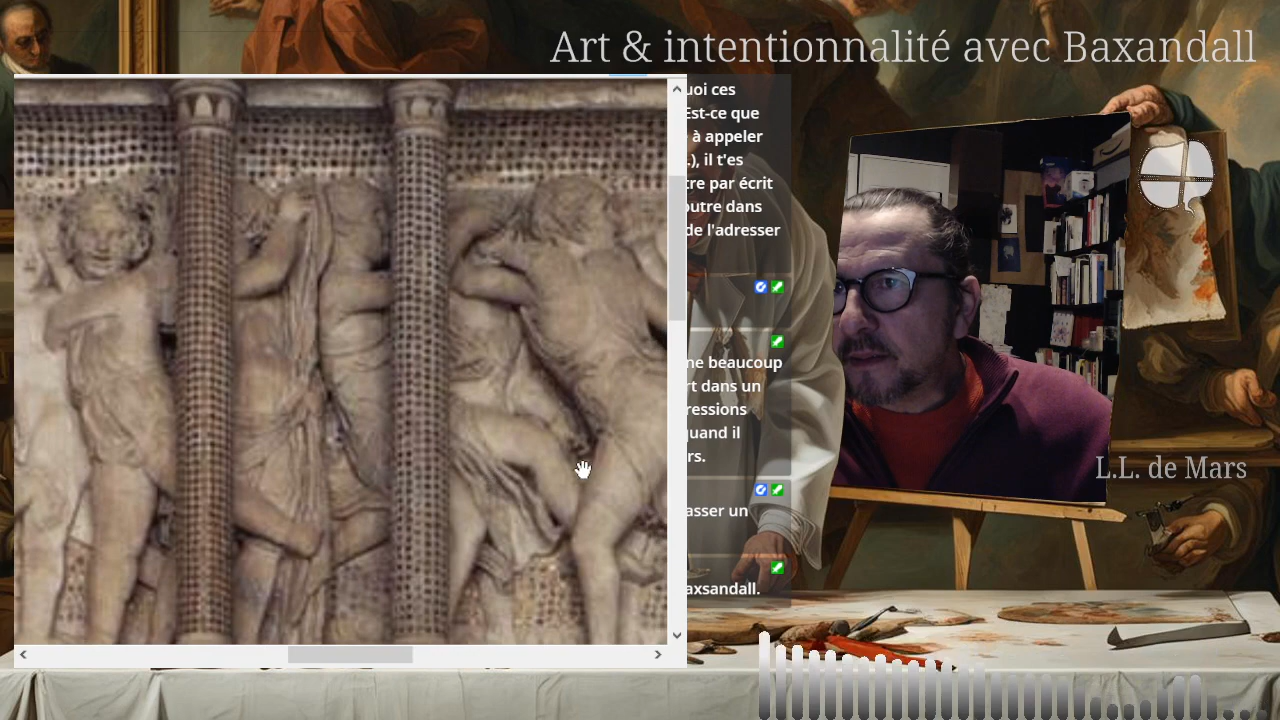 Art & intentionnalité avec Baxandall
uoi ces
Est-ce que
à appeler
.), il t'es
tre par écrit
outre dans
de l'adresser
ne beaucoup
rt dans un
ressions
quand il
rs.
asser un
axsandall.
L.L. de Mars